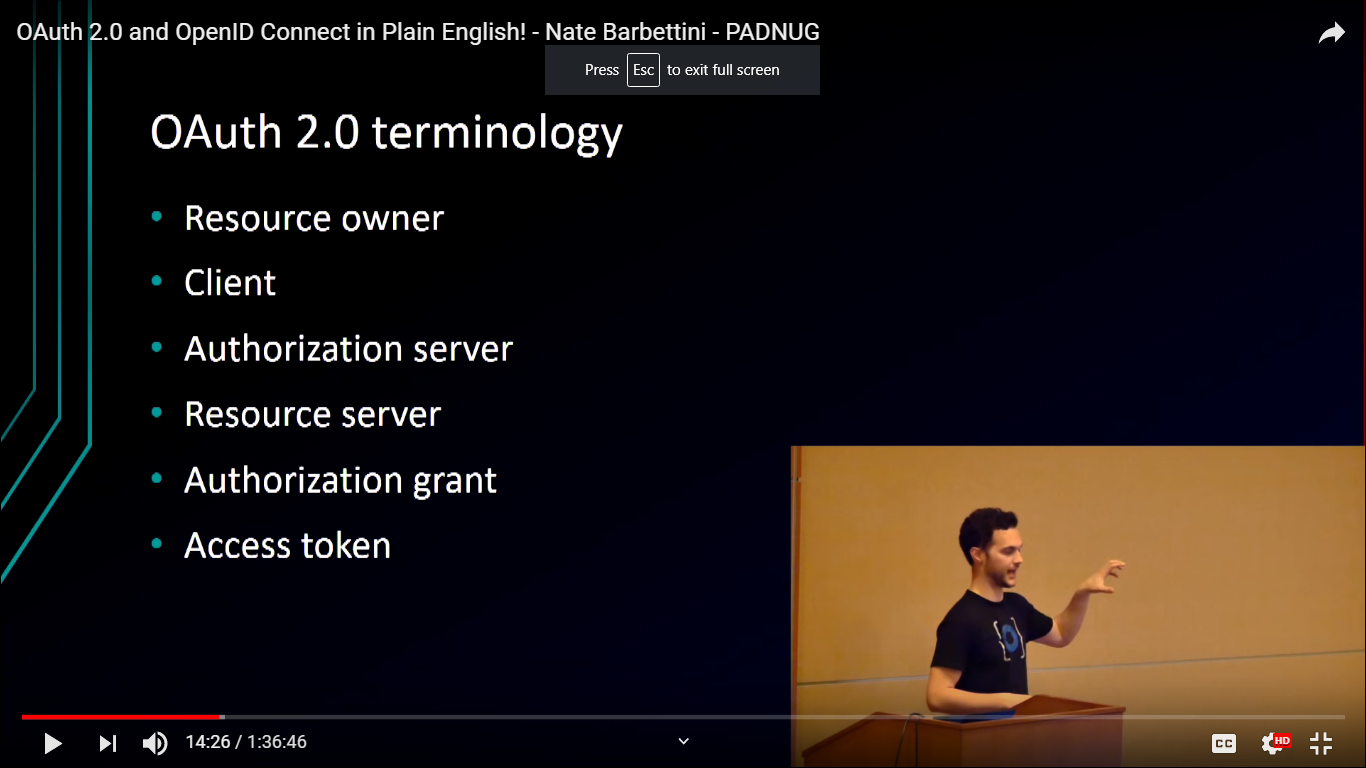 OAuth 2.0 and OpenID Connect in Plain English! - Nate Barbettini - PADNUG
Press Esc to exit full screen
OAuth 2.0 terminology
• Resource owner
• Client
• Authorization server
• Resource server
• Authorization grant
• Access token
14:26 / 1:36:46
CC
HD